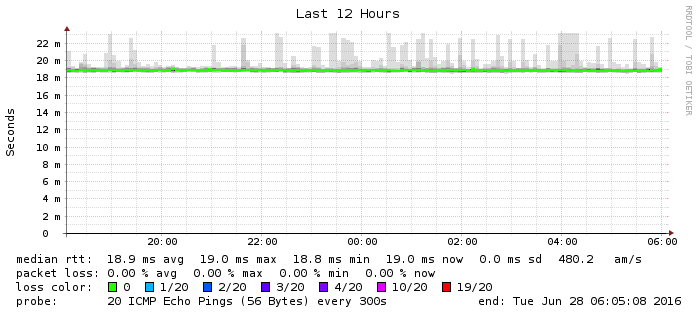 Last 12 Hours
RRDTOOL / TOBI OETIKER
Seconds
22 m
20 m
18 m
16 m
14 m
12 m
10 m
8 m
6 m
4 m
2 m
0
20:00 22:00 00:00 02:00 04:00 06:00
median rtt: 18.9 ms avg 19.0 ms max 18.8 ms min 19.0 ms now 0.0 ms sd 480.2 am/s
packet loss: 0.00 % avg 0.00 % max 0.00 % min 0.00 % now
loss color: 0 1/20 2/20 3/20 4/20 10/20 19/20
probe: 20 ICMP Echo Pings (56 Bytes) every 300s end: Tue Jun 28 06:05:08 2016